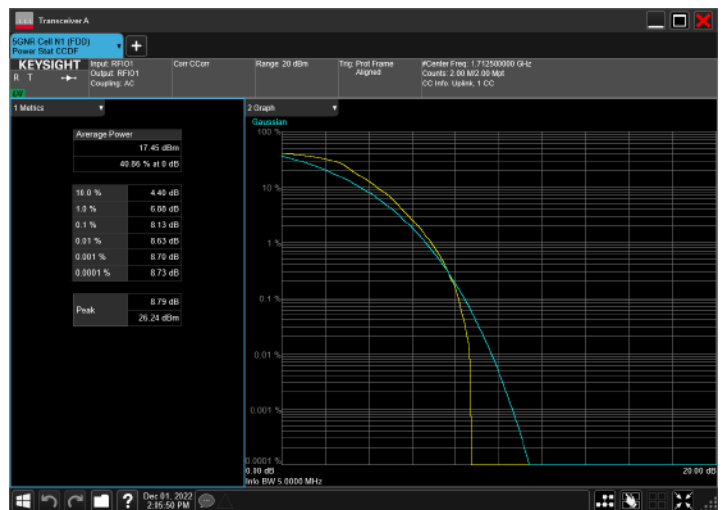 Transceiver A
5GNR Cell N1 (FDD)
Power Stat CCDF
KEYSIGHT
R T
Input: RFIO1
Output: RFIO1
Coupling: AC
Corr CCorr
Range: 20 dBm
Trig: Prot Frame
Aligned
#Center Freq: 1.712500000 GHz
Counts: 2.00 M/2.00 Mpt
CC Info: Uplink, 1 CC
1 Metrics
Average Power
17.45 dBm
40.86 % at 0 dB
10.0 % 4.40 dB
1.0 % 6.68 dB
0.1 % 8.13 dB
0.01 % 8.63 dB
0.001 % 8.70 dB
0.0001 % 8.73 dB
Peak
8.79 dB
26.24 dBm
2 Graph
Gaussian
100 %
10 %
1 %
0.1 %
0.01 %
0.001 %
0.0001 %
0.00 dB
20.00 dB
Info BW 5.0000 MHz
Dec 01, 2022
2:05:50 PM